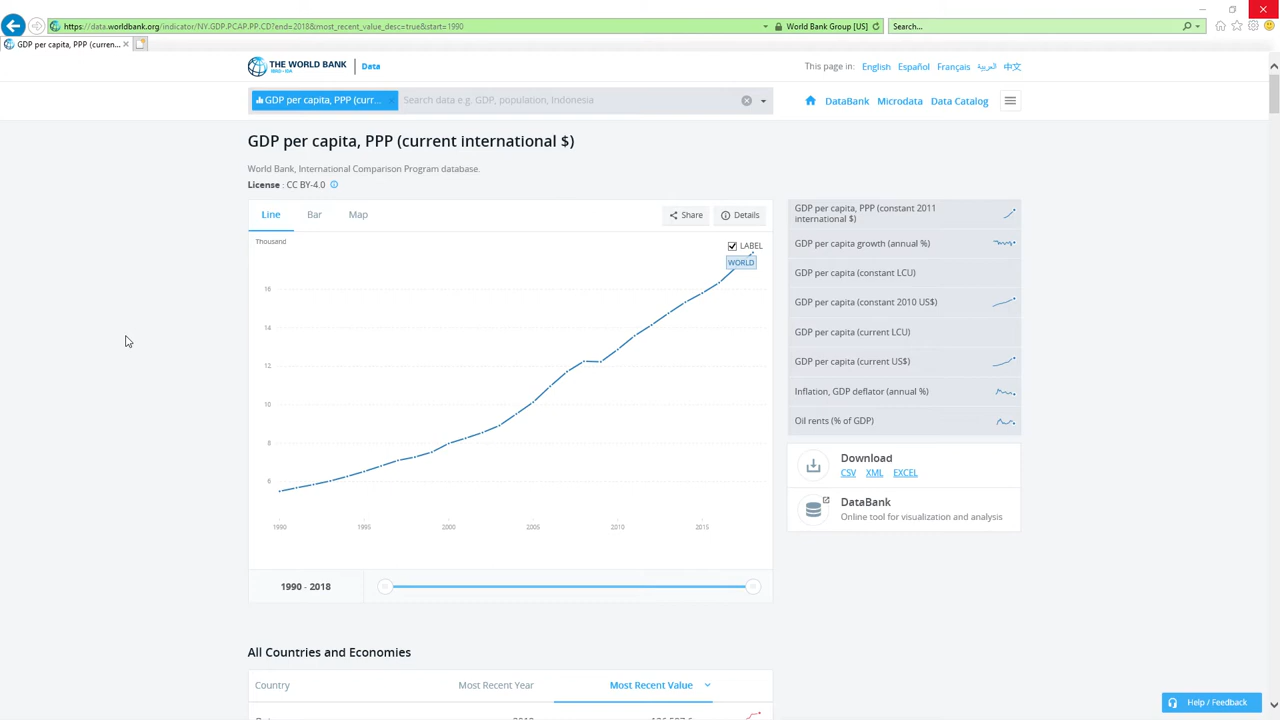 https://data.worldbank.org/indicator/NY.GDP.PCAP.PP.CD?end=2018&most_recent_value_desc=true&start=1990
World Bank Group [US]
Search...
GDP per capita, PPP (curren...
THE WORLD BANK
IBRD • IDA
Data
This page in: English Español Français العربية 中文
GDP per capita, PPP (curr...
Search data e.g. GDP, population, Indonesia
DataBank Microdata Data Catalog
GDP per capita, PPP (current international $)
World Bank, International Comparison Program database.
License : CC BY-4.0
Line Bar Map
Share Details
Thousand
LABEL
WORLD
16
14
12
10
8
6
1990 1995 2000 2005 2010 2015
1990 - 2018
GDP per capita, PPP (constant 2011
international $)
GDP per capita growth (annual %)
GDP per capita (constant LCU)
GDP per capita (constant 2010 US$)
GDP per capita (current LCU)
GDP per capita (current US$)
Inflation, GDP deflator (annual %)
Oil rents (% of GDP)
Download
CSV XML EXCEL
DataBank
Online tool for visualization and analysis
All Countries and Economies
Country Most Recent Year Most Recent Value
Help / Feedback